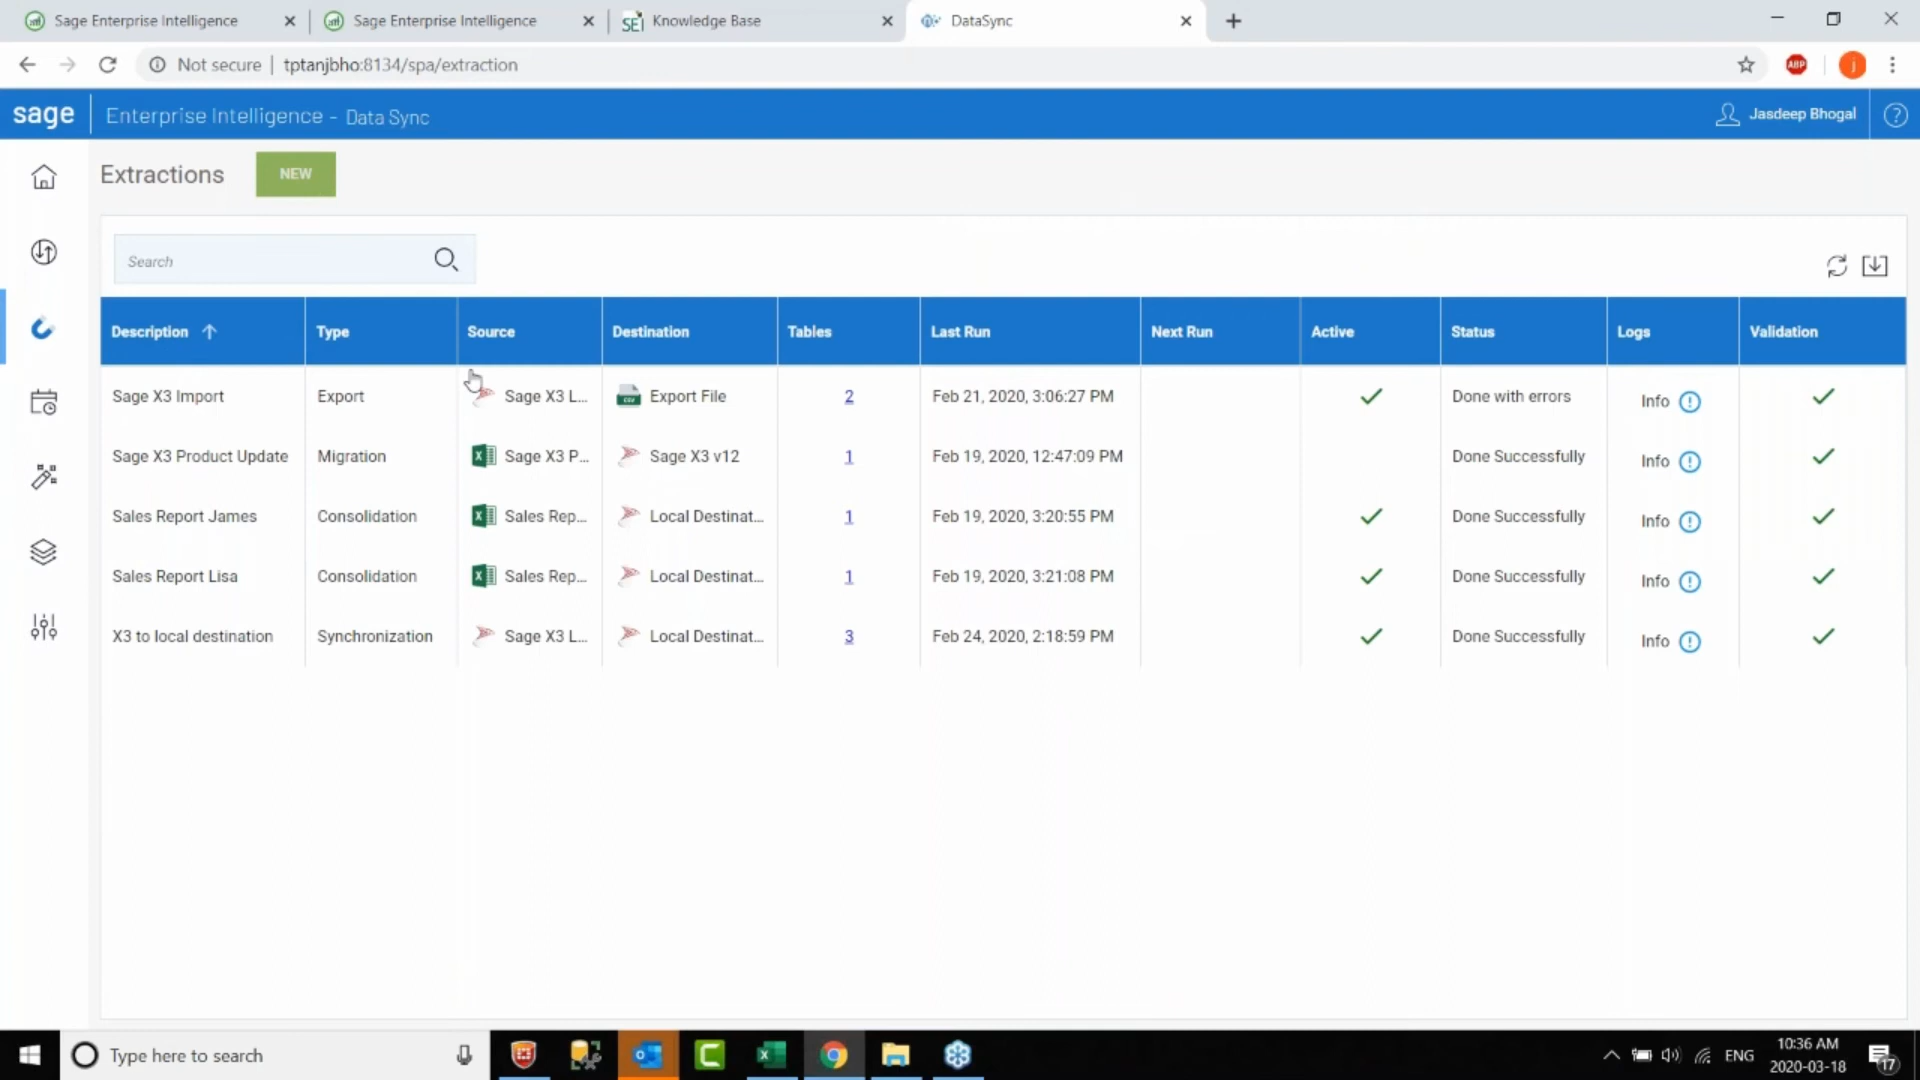 Sage Enterprise Intelligence
Sage Enterprise Intelligence
SEI Knowledge Base
DataSync
Not secure | tptanjbho:8134/spa/extraction
ABP
j
sage Enterprise Intelligence - Data Sync
Jasdeep Bhogal
?
Extractions
NEW
Search
Description Type Source Destination Tables Last Run Next Run Active Status Logs Validation
Sage X3 Import Export Sage X3 L... Export File 2 Feb 21, 2020, 3:06:27 PM Done with errors Info
Sage X3 Product Update Migration Sage X3 P... Sage X3 v12 1 Feb 19, 2020, 12:47:09 PM Done Successfully Info
Sales Report James Consolidation Sales Rep... Local Destinat... 1 Feb 19, 2020, 3:20:55 PM Done Successfully Info
Sales Report Lisa Consolidation Sales Rep... Local Destinat... 1 Feb 19, 2020, 3:21:08 PM Done Successfully Info
X3 to local destination Synchronization Sage X3 L... Local Destinat... 3 Feb 24, 2020, 2:18:59 PM Done Successfully Info
Type here to search
ENG
10:36 AM
2020-03-18
17